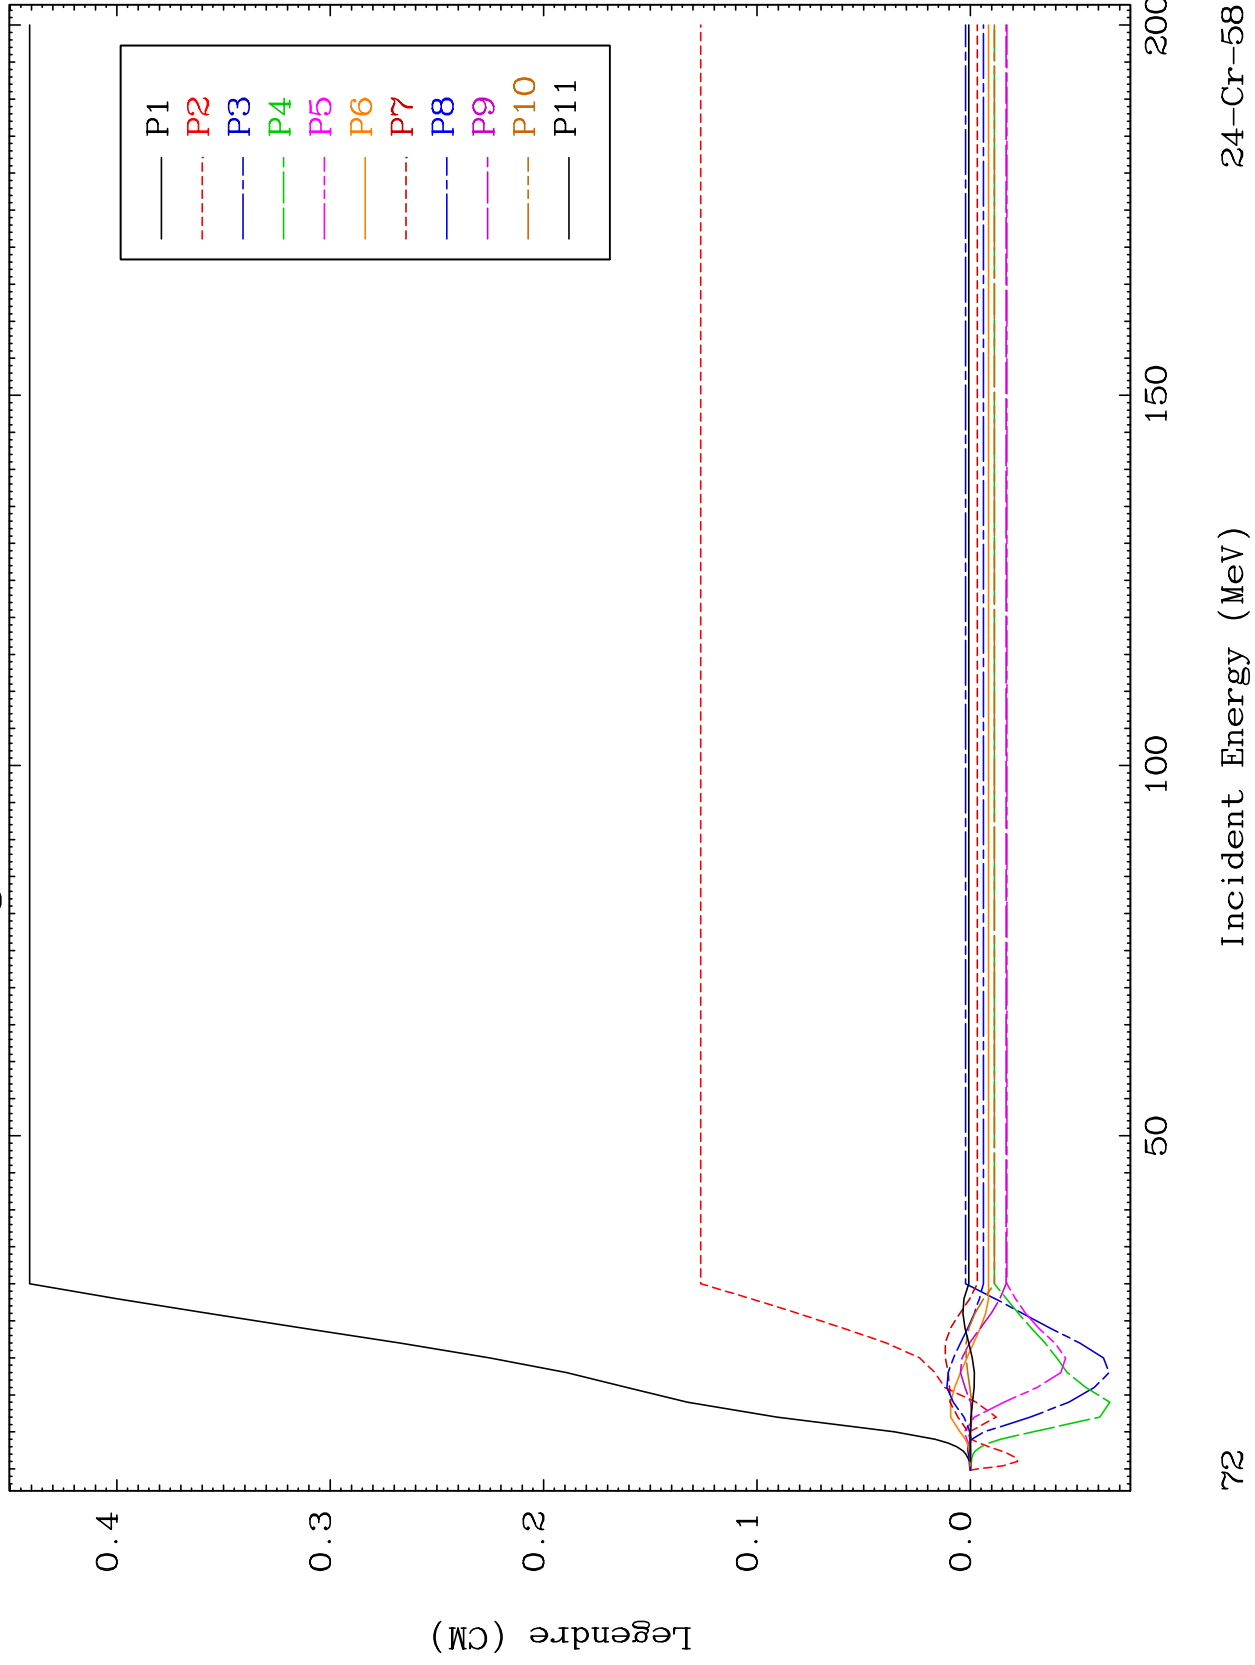 Legendre (CM)
0.4
0.3
0.2
0.1
0.0
P1
P2
P3
P4
P5
P6
P7
P8
P9
P10
P11
50
100
150
200
Incident Energy (MeV)
72
24-Cr-58